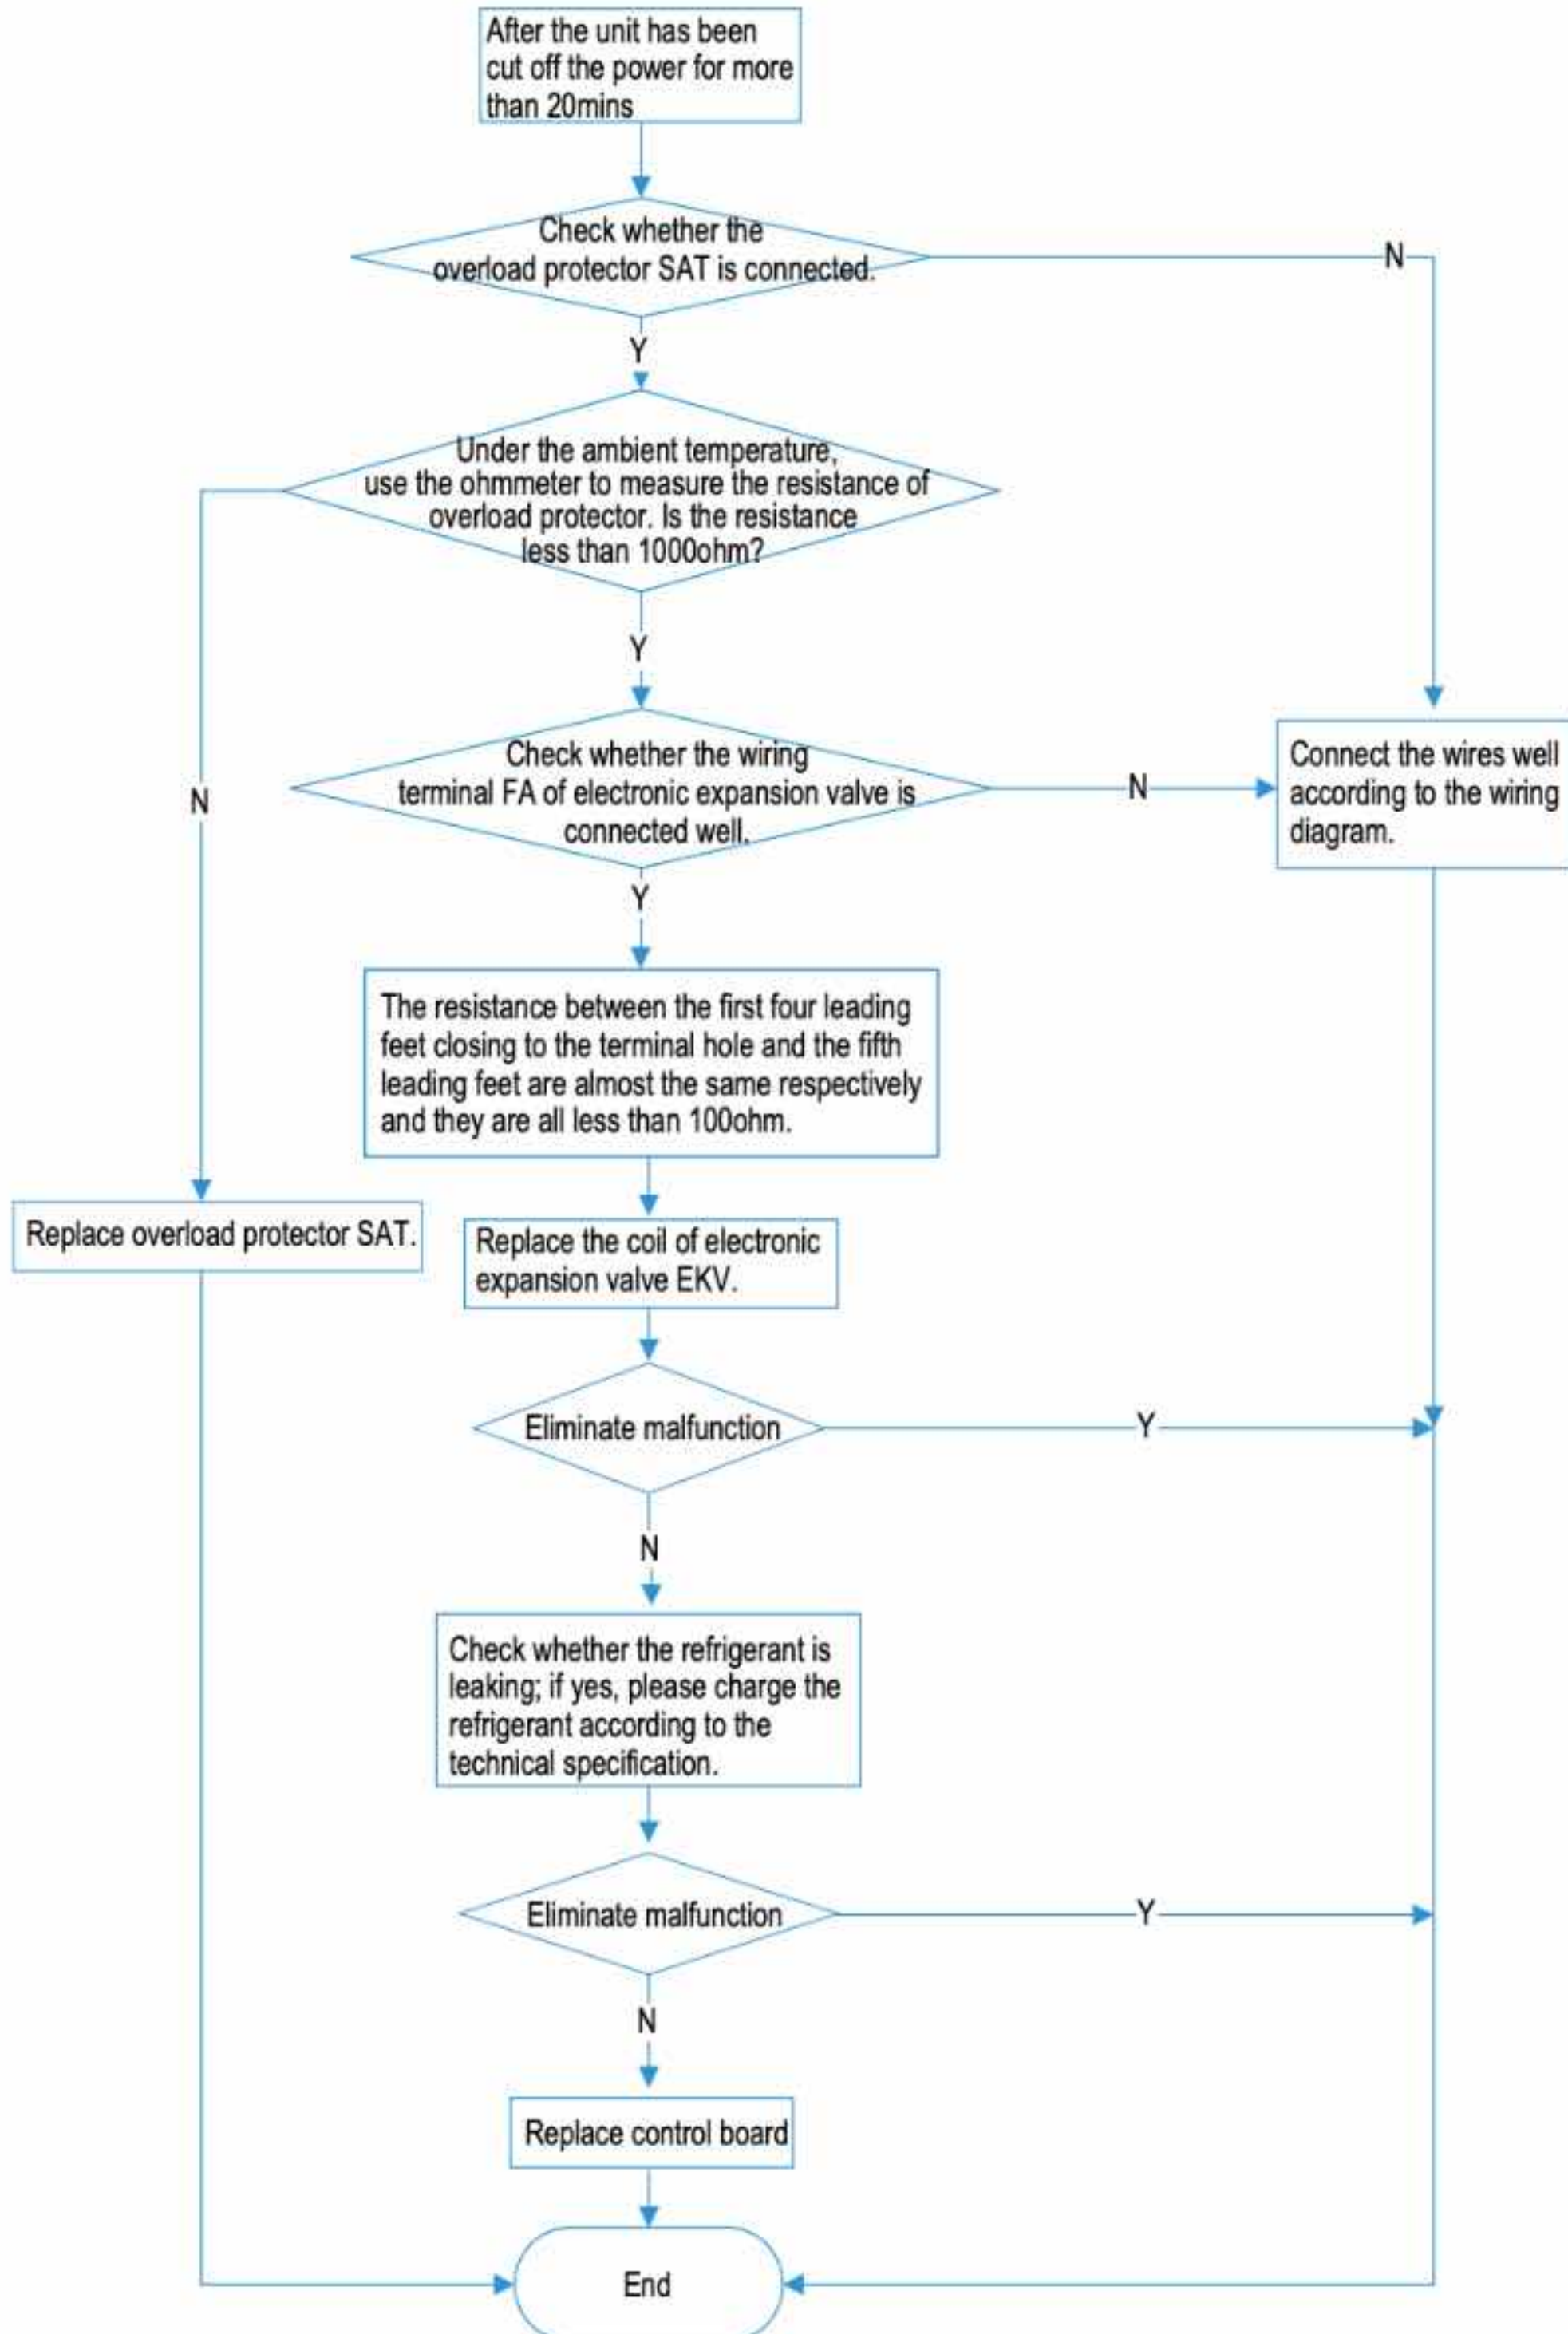 After the unit has been
cut off the power for more
than 20mins
Check whether the
overload protector SAT is connected.
N
Y
Under the ambient temperature,
use the ohmmeter to measure the resistance of
overload protector. Is the resistance
less than 1000ohm?
Y
Check whether the wiring
terminal FA of electronic expansion valve is
connected well.
N
Connect the wires well
according to the wiring
diagram.
N
Y
The resistance between the first four leading
feet closing to the terminal hole and the fifth
leading feet are almost the same respectively
and they are all less than 100ohm.
Replace overload protector SAT.
Replace the coil of electronic
expansion valve EKV.
Eliminate malfunction
Y
N
Check whether the refrigerant is
leaking; if yes, please charge the
refrigerant according to the
technical specification.
Eliminate malfunction
Y
N
Replace control board
End